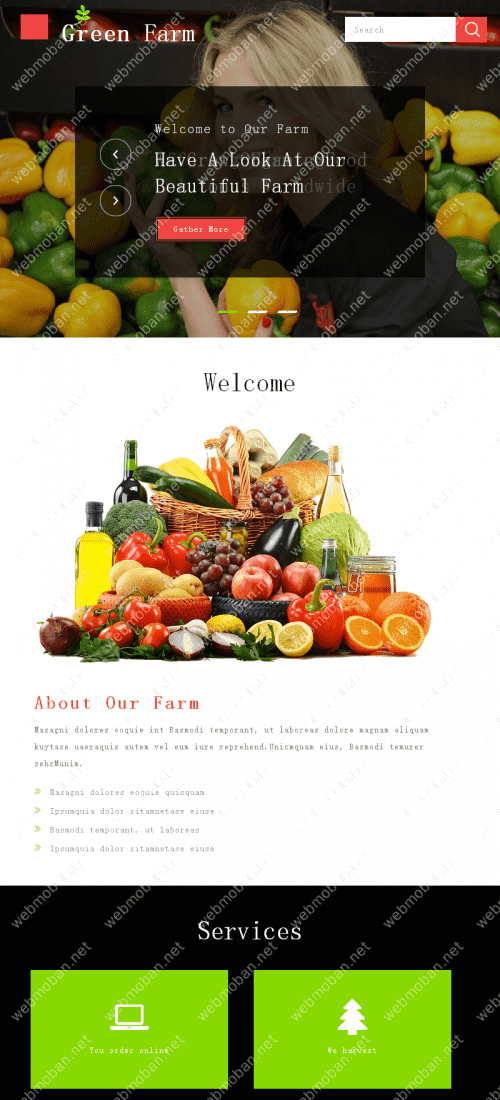 Green Farm
Search
Welcome to Our Farm
Have A Look At Our
Beautiful Farm
Gather More
Welcome
About Our Farm
Masagni dolores eoquie int Basmodi temporant, ut laboreas dolore magnam aliquam
kuytase uaeraquis autem vel eum iure reprehend.Unicmquam eius, Basmodi temurer
sehsMunim.
Masagni dolores eoquie quisquam
Ipsumquia dolor sitamnetase eiuse
Basmodi temporant, ut laboreas
Ipsumquia dolor sitamnetase eiuse
Services
You order online
We harvest
webmoban.net